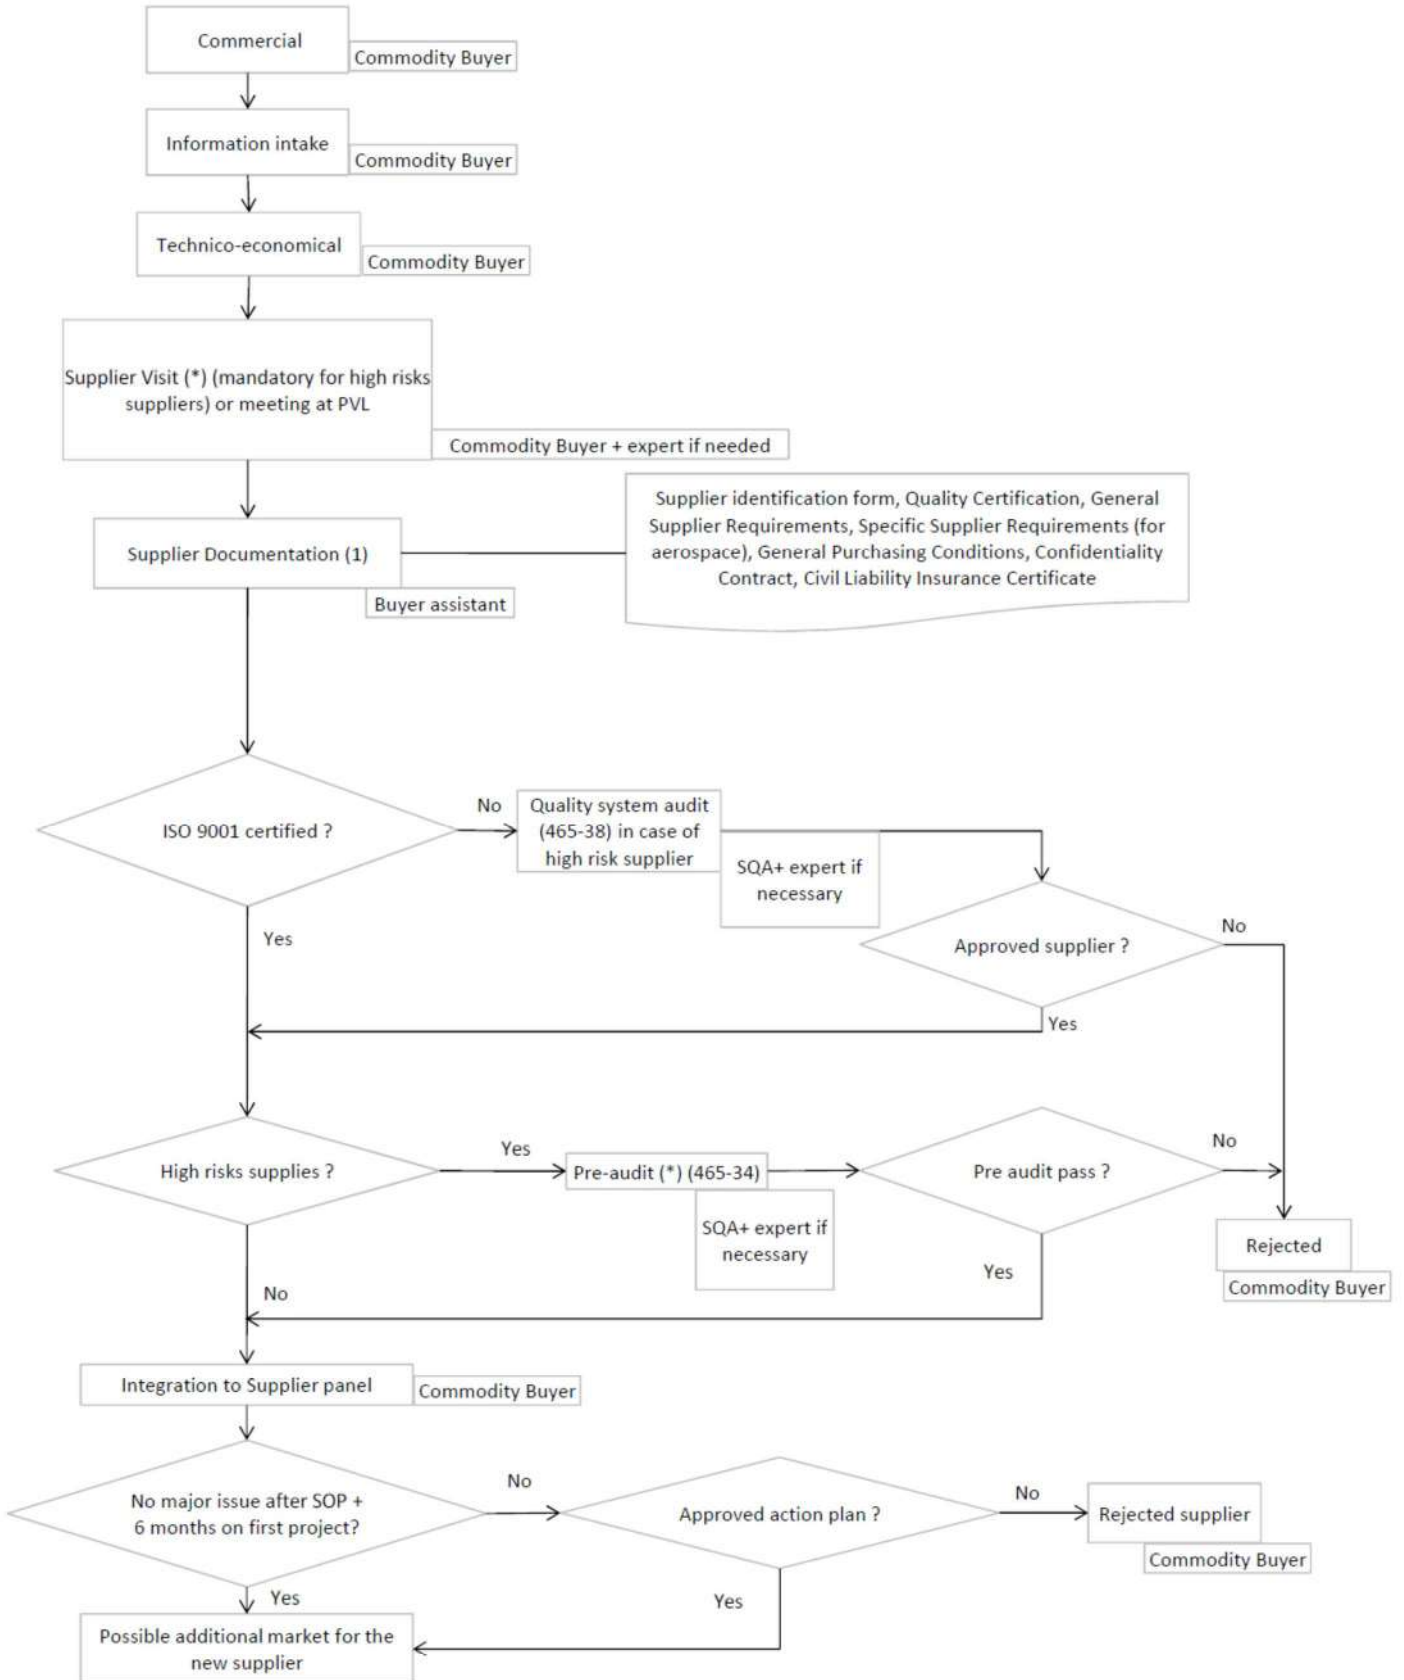 Commercial
Commodity Buyer
Information intake
Commodity Buyer
Technico-economical
Commodity Buyer
Supplier Visit (*) (mandatory for high risks
suppliers) or meeting at PVL
Commodity Buyer + expert if needed
Supplier identification form, Quality Certification, General
Supplier Requirements, Specific Supplier Requirements (for
aerospace), General Purchasing Conditions, Confidentiality
Contract, Civil Liability Insurance Certificate
Supplier Documentation (1)
Buyer assistant
ISO 9001 certified ?
No
Quality system audit
(465-38) in case of
high risk supplier
SQA+ expert if
necessary
Yes
Approved supplier ?
No
Yes
High risks supplies ?
Yes
Pre-audit (*) (465-34)
SQA+ expert if
necessary
Pre audit pass ?
No
Rejected
Commodity Buyer
Yes
No
Integration to Supplier panel
Commodity Buyer
No major issue after SOP +
6 months on first project?
No
Approved action plan ?
No
Rejected supplier
Commodity Buyer
Yes
Yes
Possible additional market for the
new supplier